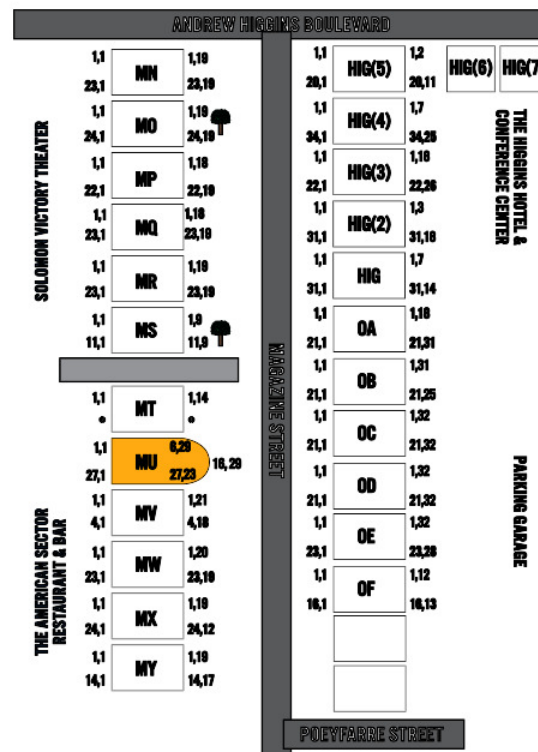 ANDREW HIGGINS BOULEVARD
SOLOMON VICTORY THEATER
1,1 MN 1,19
23,1 23,19
1,1 MO 1,19
24,1 24,19
1,1 MP 1,18
22,1 22,19
1,1 MQ 1,18
23,1 23,19
1,1 MR 1,19
23,1 23,19
1,1 MS 1,9
11,1 11,9
THE AMERICAN SECTOR
RESTAURANT & BAR
1,1 MT 1,14
* *
1,1 6,29
MU 16, 29
27,1 27,23
1,1 MV 1,21
4,1 4,18
1,1 MW 1,20
23,1 23,19
1,1 MX 1,19
24,1 24,12
1,1 MY 1,19
14,1 14,17
MAGAZINE STREET
1,1 HIG(5) 1,2
20,1 20,11
HIG(6) HIG(7
1,1 HIG(4) 1,7
34,1 34,25
1,1 HIG(3) 1,18
22,1 22,26
1,1 HIG(2) 1,3
31,1 31,16
1,1 HIG 1,7
31,1 31,14
1,1 OA 1,18
21,1 21,31
1,1 OB 1,31
21,1 21,25
1,1 OC 1,32
21,1 21,32
1,1 OD 1,32
21,1 21,32
1,1 OE 1,32
23,1 23,28
1,1 OF 1,12
16,1 16,13
THE HIGGINS HOTEL &
CONFERENCE CENTER
PARKING GARAGE
POEYFARRE STREET